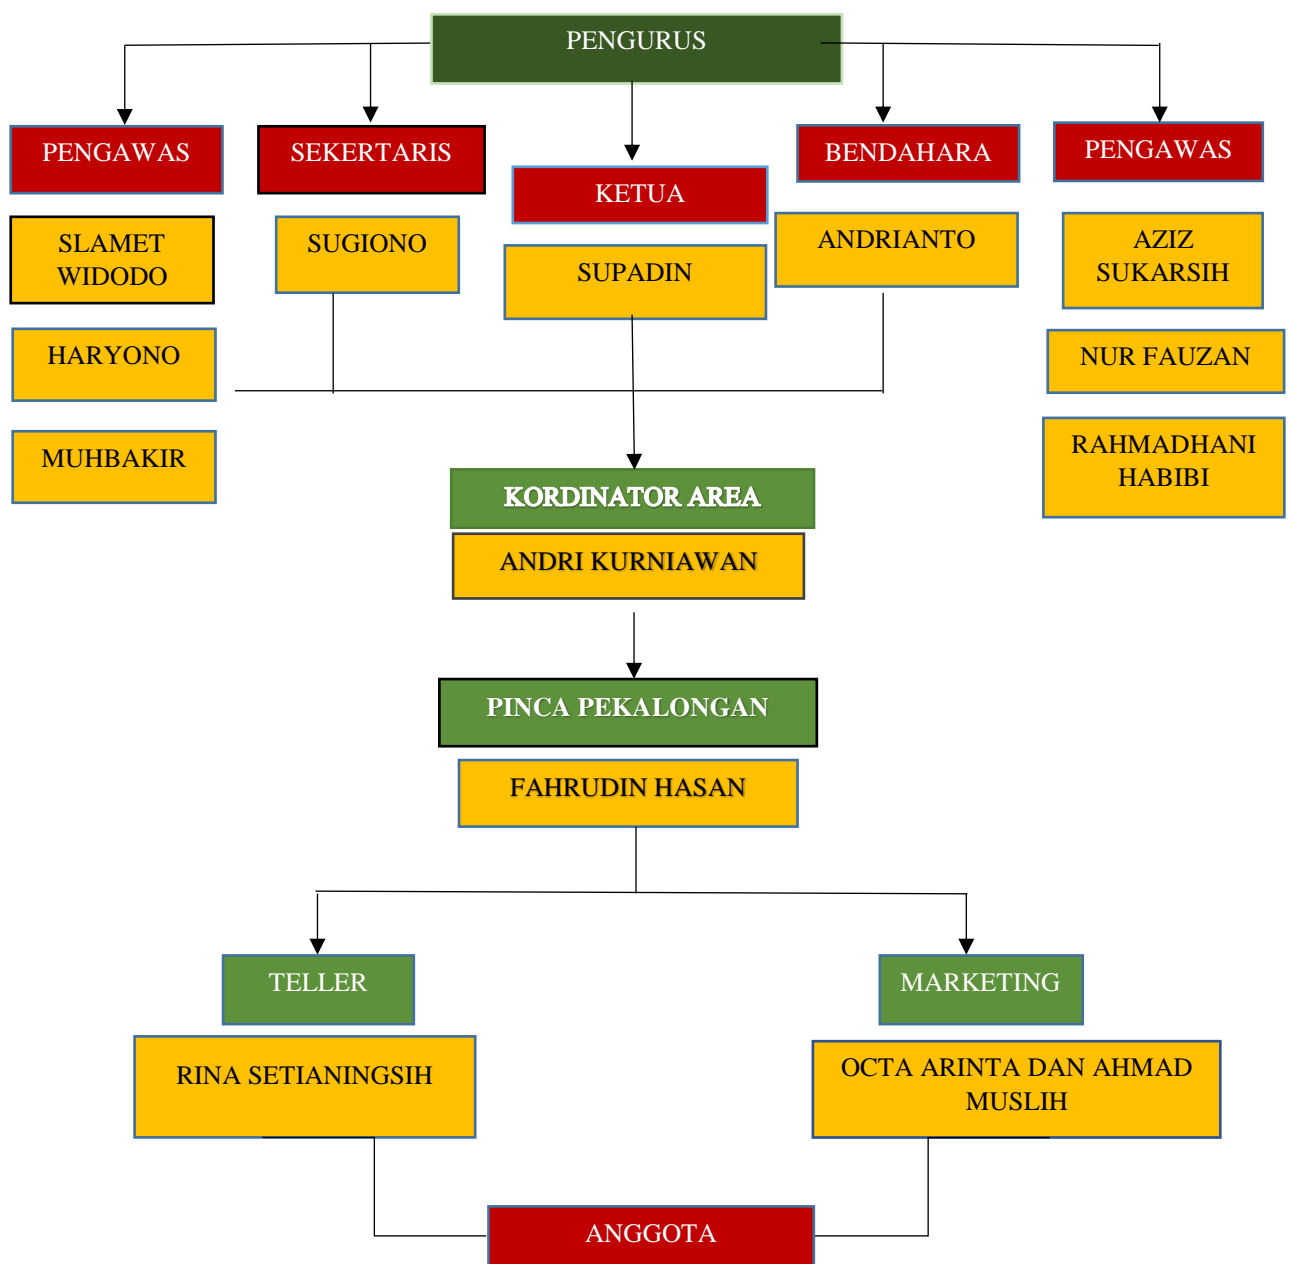 PENGURUS
PENGAWAS
SEKERTARIS
KETUA
BENDAHARA
PENGAWAS
SLAMET
WIDODO
SUGIONO
SUPADIN
ANDRIANTO
AZIZ
SUKARSIH
HARYONO
NUR FAUZAN
MUHBAKIR
RAHMADHANI
HABIBI
KORDINATOR AREA
ANDRI KURNIAWAN
PINCA PEKALONGAN
FAHRUDIN HASAN
TELLER
MARKETING
RINA SETIANINGSIH
OCTA ARINTA DAN AHMAD
MUSLIH
ANGGOTA